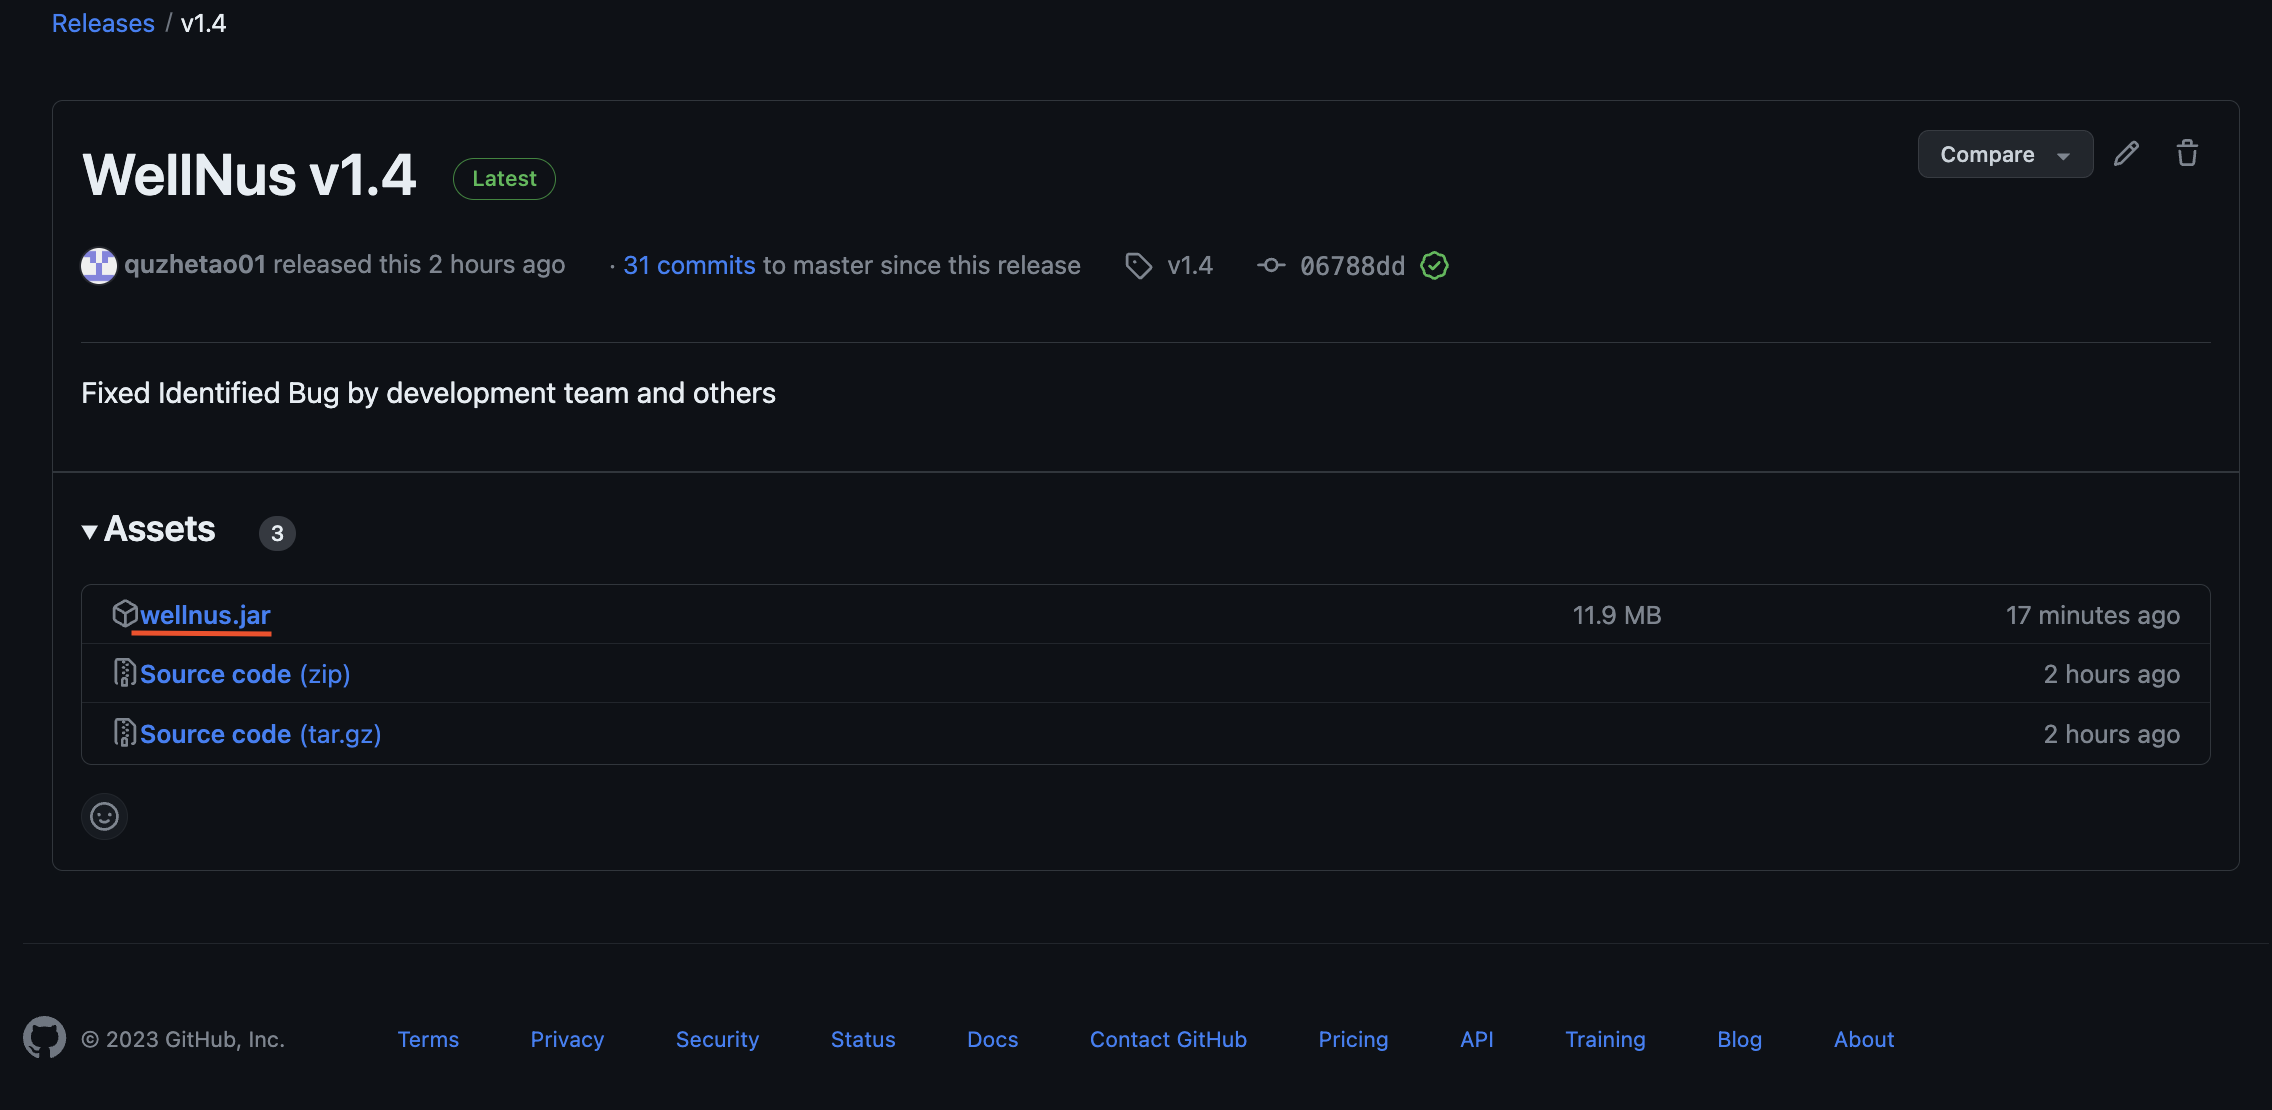 Releases / v1.4
WellNus v1.4 Latest
Compare
quzhetao01 released this 2 hours ago · 31 commits to master since this release v1.4 06788dd
Fixed Identified Bug by development team and others
Assets 3
wellnus.jar 11.9 MB 17 minutes ago
Source code (zip) 2 hours ago
Source code (tar.gz) 2 hours ago
© 2023 GitHub, Inc. Terms Privacy Security Status Docs Contact GitHub Pricing API Training Blog About